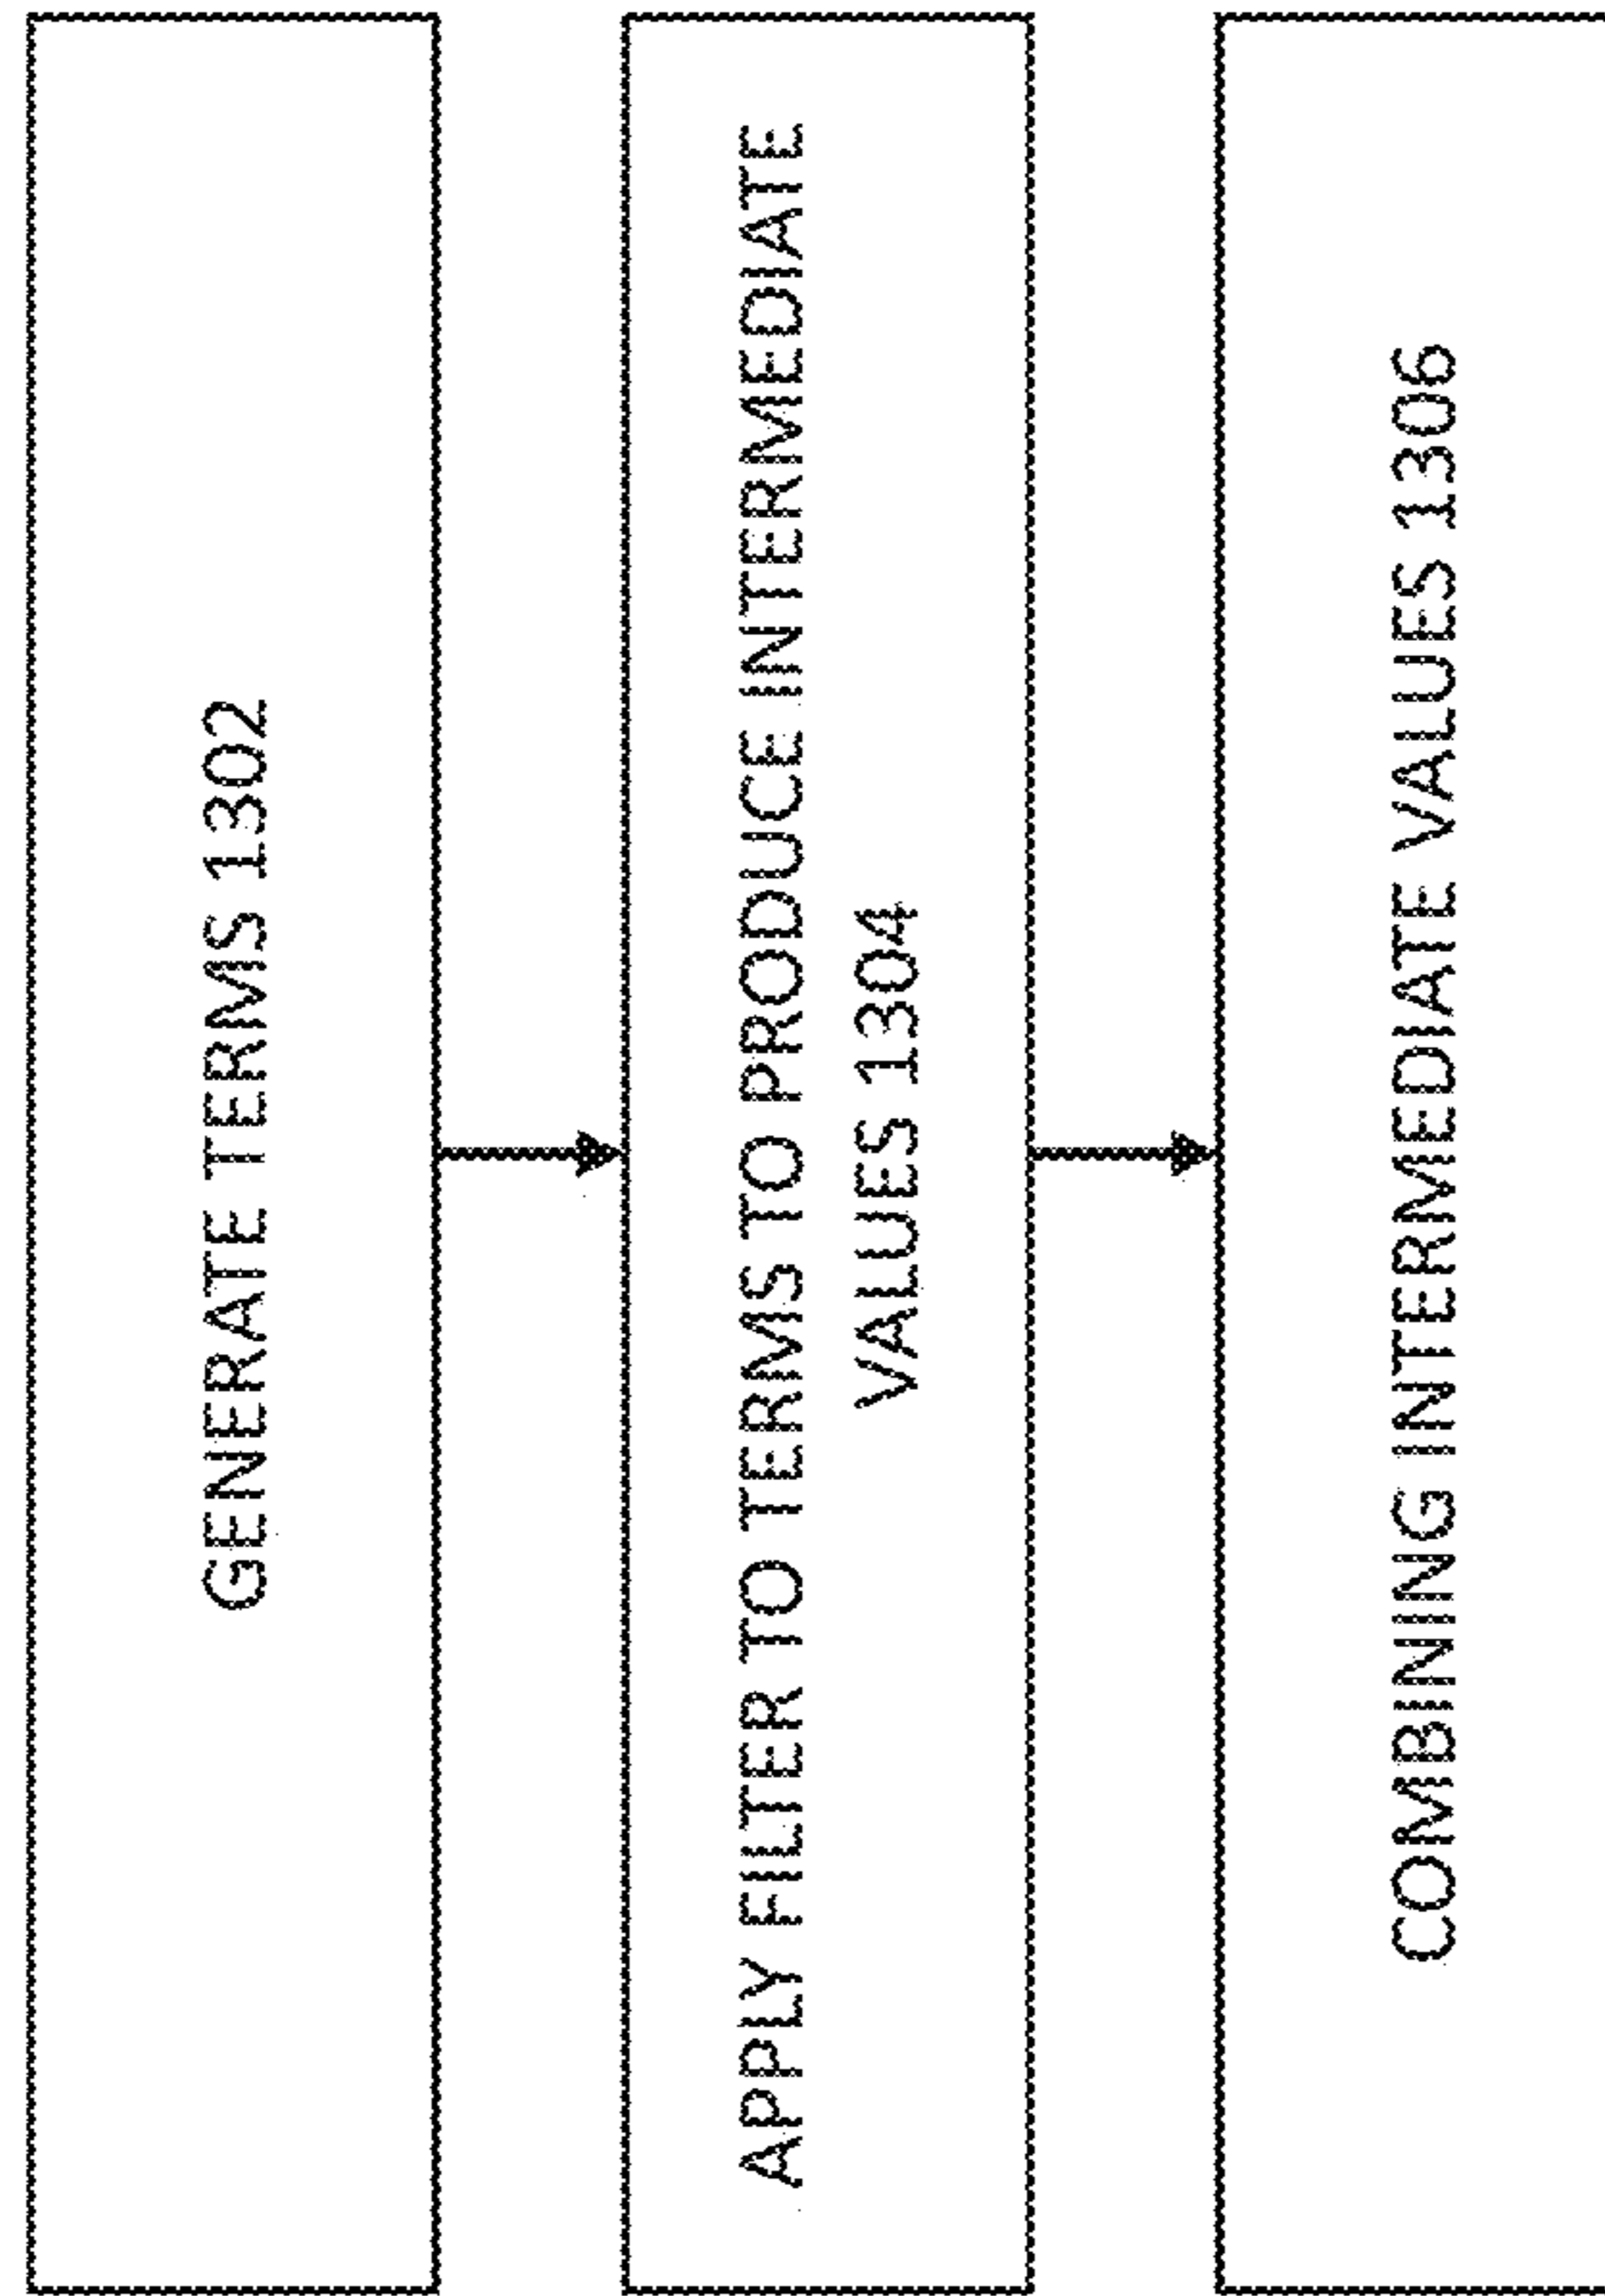 GENERATE TERMS 1302
APPLY FILTER TO TERMS TO PRODUCE INTERMEDIATE
VALUES 1304
COMBINING INTERMEDIATE VALUES 1306